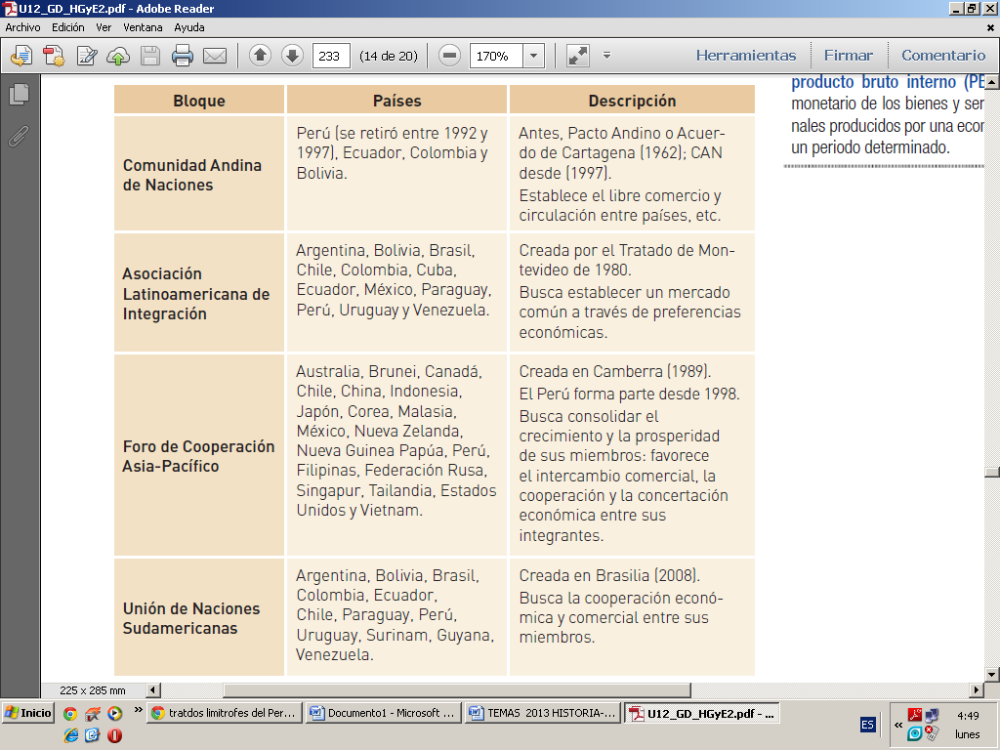 U12_GD_HGyE2.pdf - Adobe Reader
Archivo Edición Ver Ventana Ayuda
233 (14 de 20) 170% Herramientas Firmar Comentario
Bloque Países Descripción
Comunidad Andina
de Naciones
Perú (se retiró entre 1992 y
1997), Ecuador, Colombia y
Bolivia.
Antes, Pacto Andino o Acuer-
do de Cartagena (1962); CAN
desde (1997).
Establece el libre comercio y
circulación entre países, etc.
Asociación
Latinoamericana de
Integración
Argentina, Bolivia, Brasil,
Chile, Colombia, Cuba,
Ecuador, México, Paraguay,
Perú, Uruguay y Venezuela.
Creada por el Tratado de Mon-
tevideo de 1980.
Busca establecer un mercado
común a través de preferencias
económicas.
Foro de Cooperación
Asia-Pacífico
Australia, Brunei, Canadá,
Chile, China, Indonesia,
Japón, Corea, Malasia,
México, Nueva Zelanda,
Nueva Guinea Papúa, Perú,
Filipinas, Federación Rusa,
Singapur, Tailandia, Estados
Unidos y Vietnam.
Creada en Camberra (1989).
El Perú forma parte desde 1998.
Busca consolidar el
crecimiento y la prosperidad
de sus miembros: favorece
el intercambio comercial, la
cooperación y la concertación
económica entre sus
integrantes.
Unión de Naciones
Sudamericanas
Argentina, Bolivia, Brasil,
Colombia, Ecuador,
Chile, Paraguay, Perú,
Uruguay, Surinam, Guyana,
Venezuela.
Creada en Brasilia (2008).
Busca la cooperación econó-
mica y comercial entre sus
miembros.
producto bruto interno (PB
monetario de los bienes y ser
nales producidos por una econ
un periodo determinado.
225 x 285 mm
Inicio » tratdos limitrofes del Per... Documento1 - Microsoft ... TEMAS 2013 HISTORIA-... U12_GD_HGyE2.pdf - ... ES « 4:49
lunes